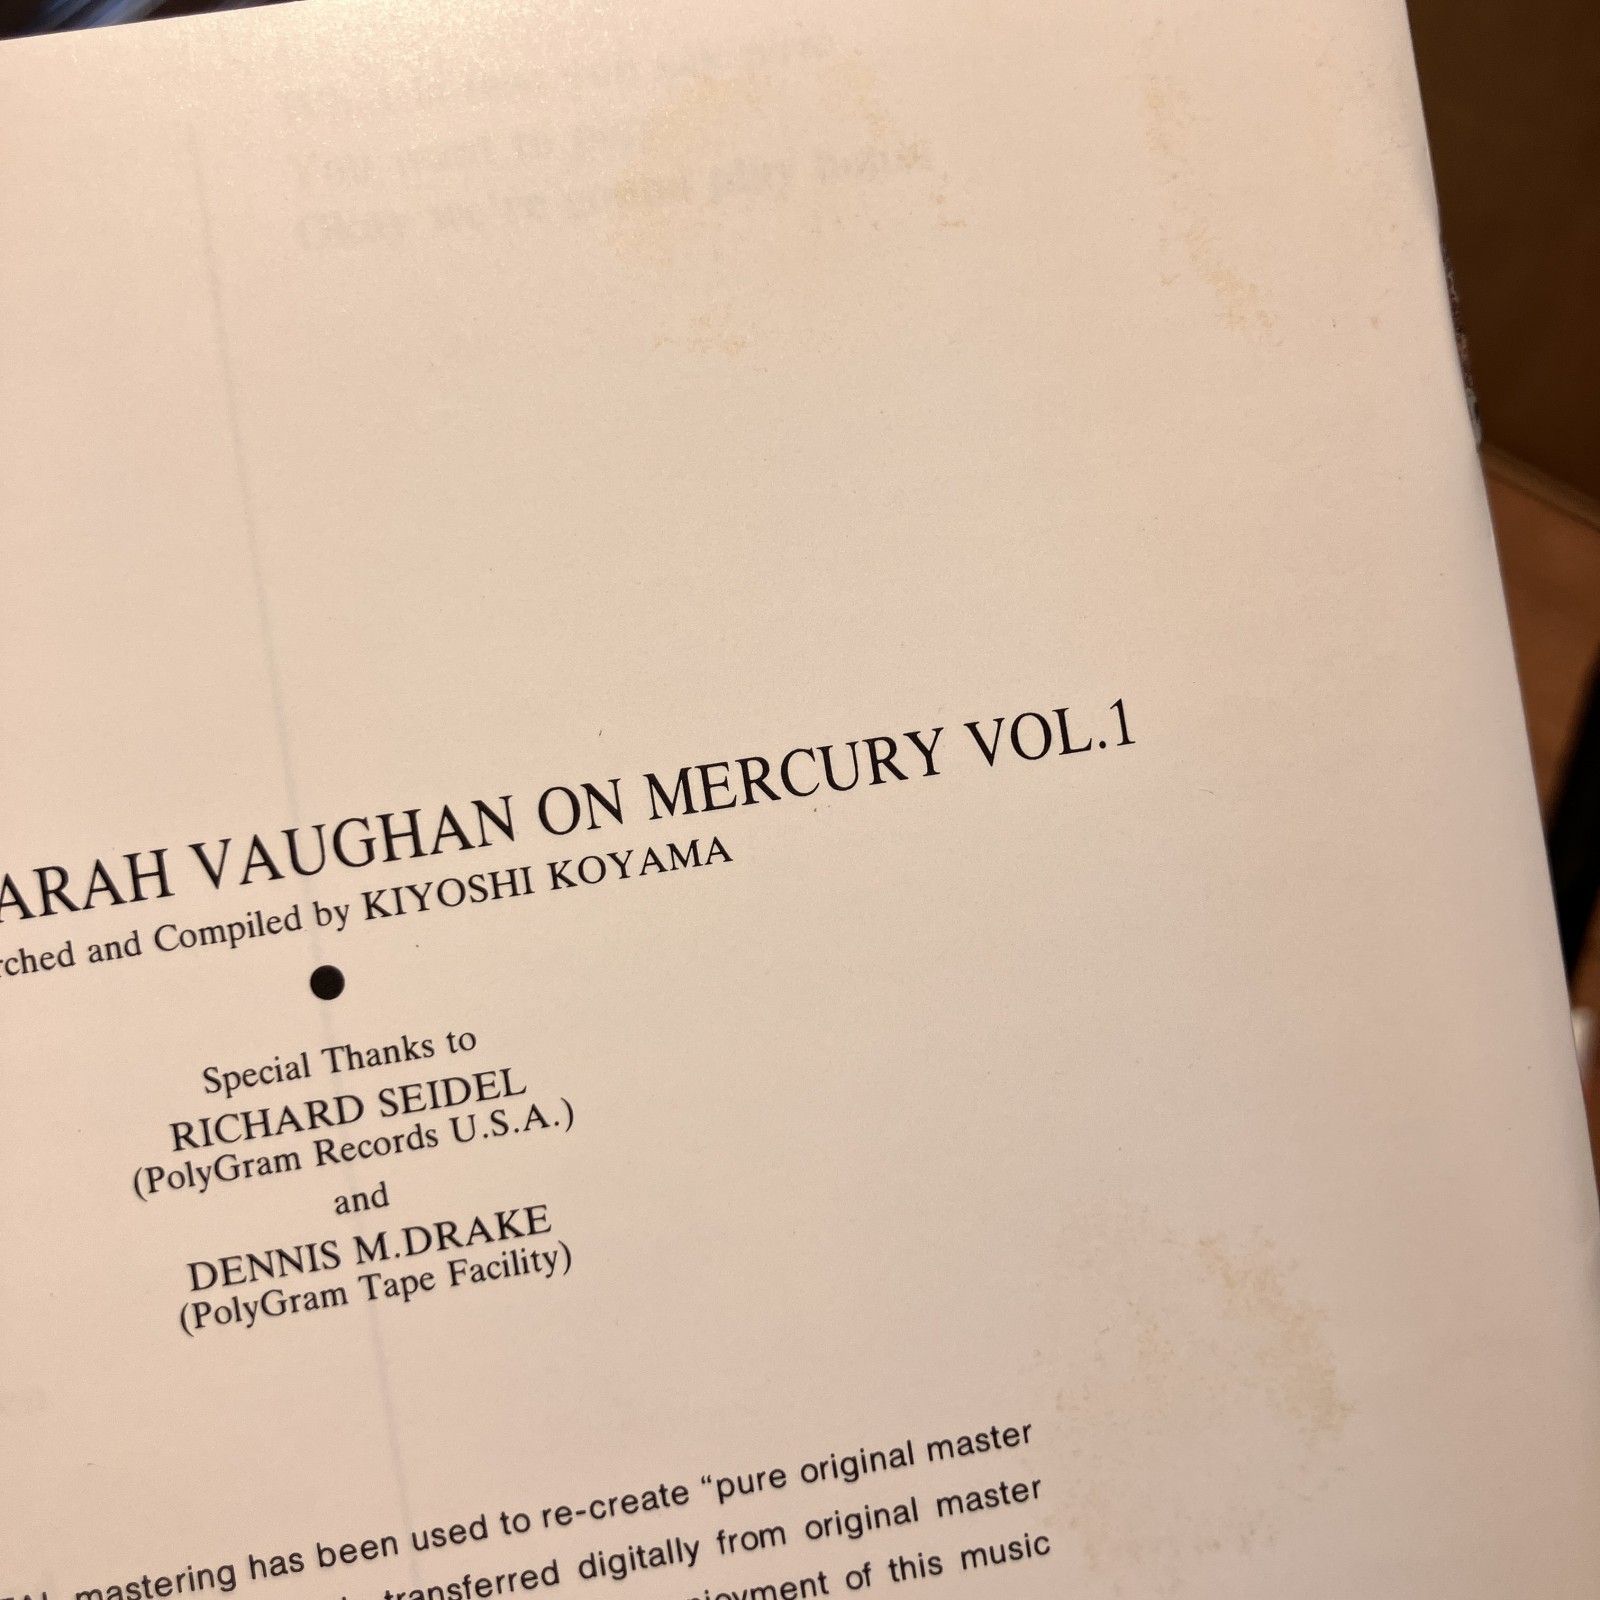 ARAH VAUGHAN ON MERCURY VOL.1
rched and Compiled by KIYOSHI KOYAMA
Special Thanks to
RICHARD SEIDEL
(PolyGram Records U.S.A.)
and
DENNIS M.DRAKE
(PolyGram Tape Facility)
mastering has been used to re-create “pure original master
transferred digitally from original master
of this music